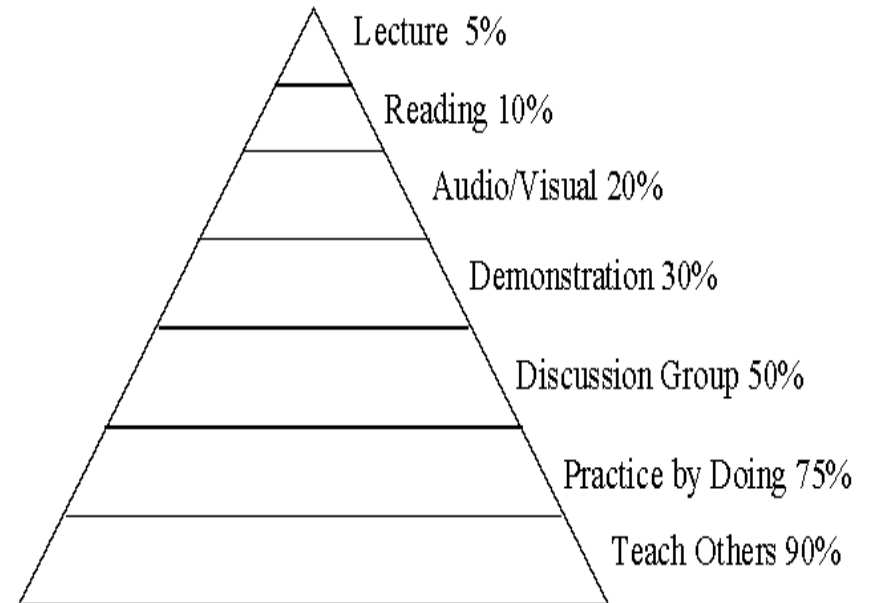 Lecture  5%
Reading 10%
Audio/Visual 20%
Demonstration 30%
Discussion Group 50%
Practice by Doing 75%
Teach Others 90%